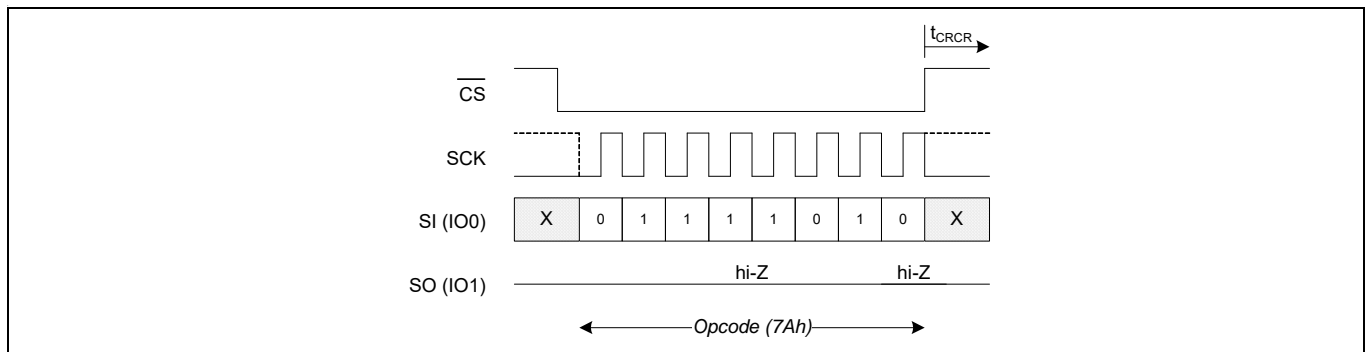 tCRCR
CS
SCK
SI (IO0) X 0 1 1 1 1 0 1 0 X
SO (IO1) hi-Z hi-Z
Opcode (7Ah)